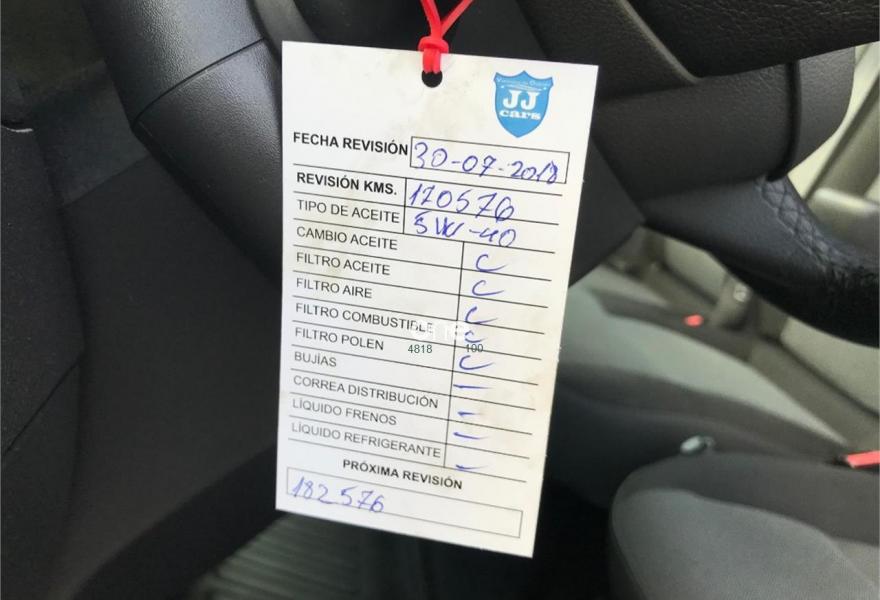 JJ
cars
FECHA REVISIÓN 30-07-2018
REVISIÓN KMS. 170576
TIPO DE ACEITE 5W-40
CAMBIO ACEITE C
FILTRO ACEITE C
FILTRO AIRE C
FILTRO COMBUSTIBLE C
FILTRO POLEN C
BUJÍAS —
CORREA DISTRIBUCIÓN -
LÍQUIDO FRENOS -
LÍQUIDO REFRIGERANTE -
PRÓXIMA REVISIÓN
182576
4818 100